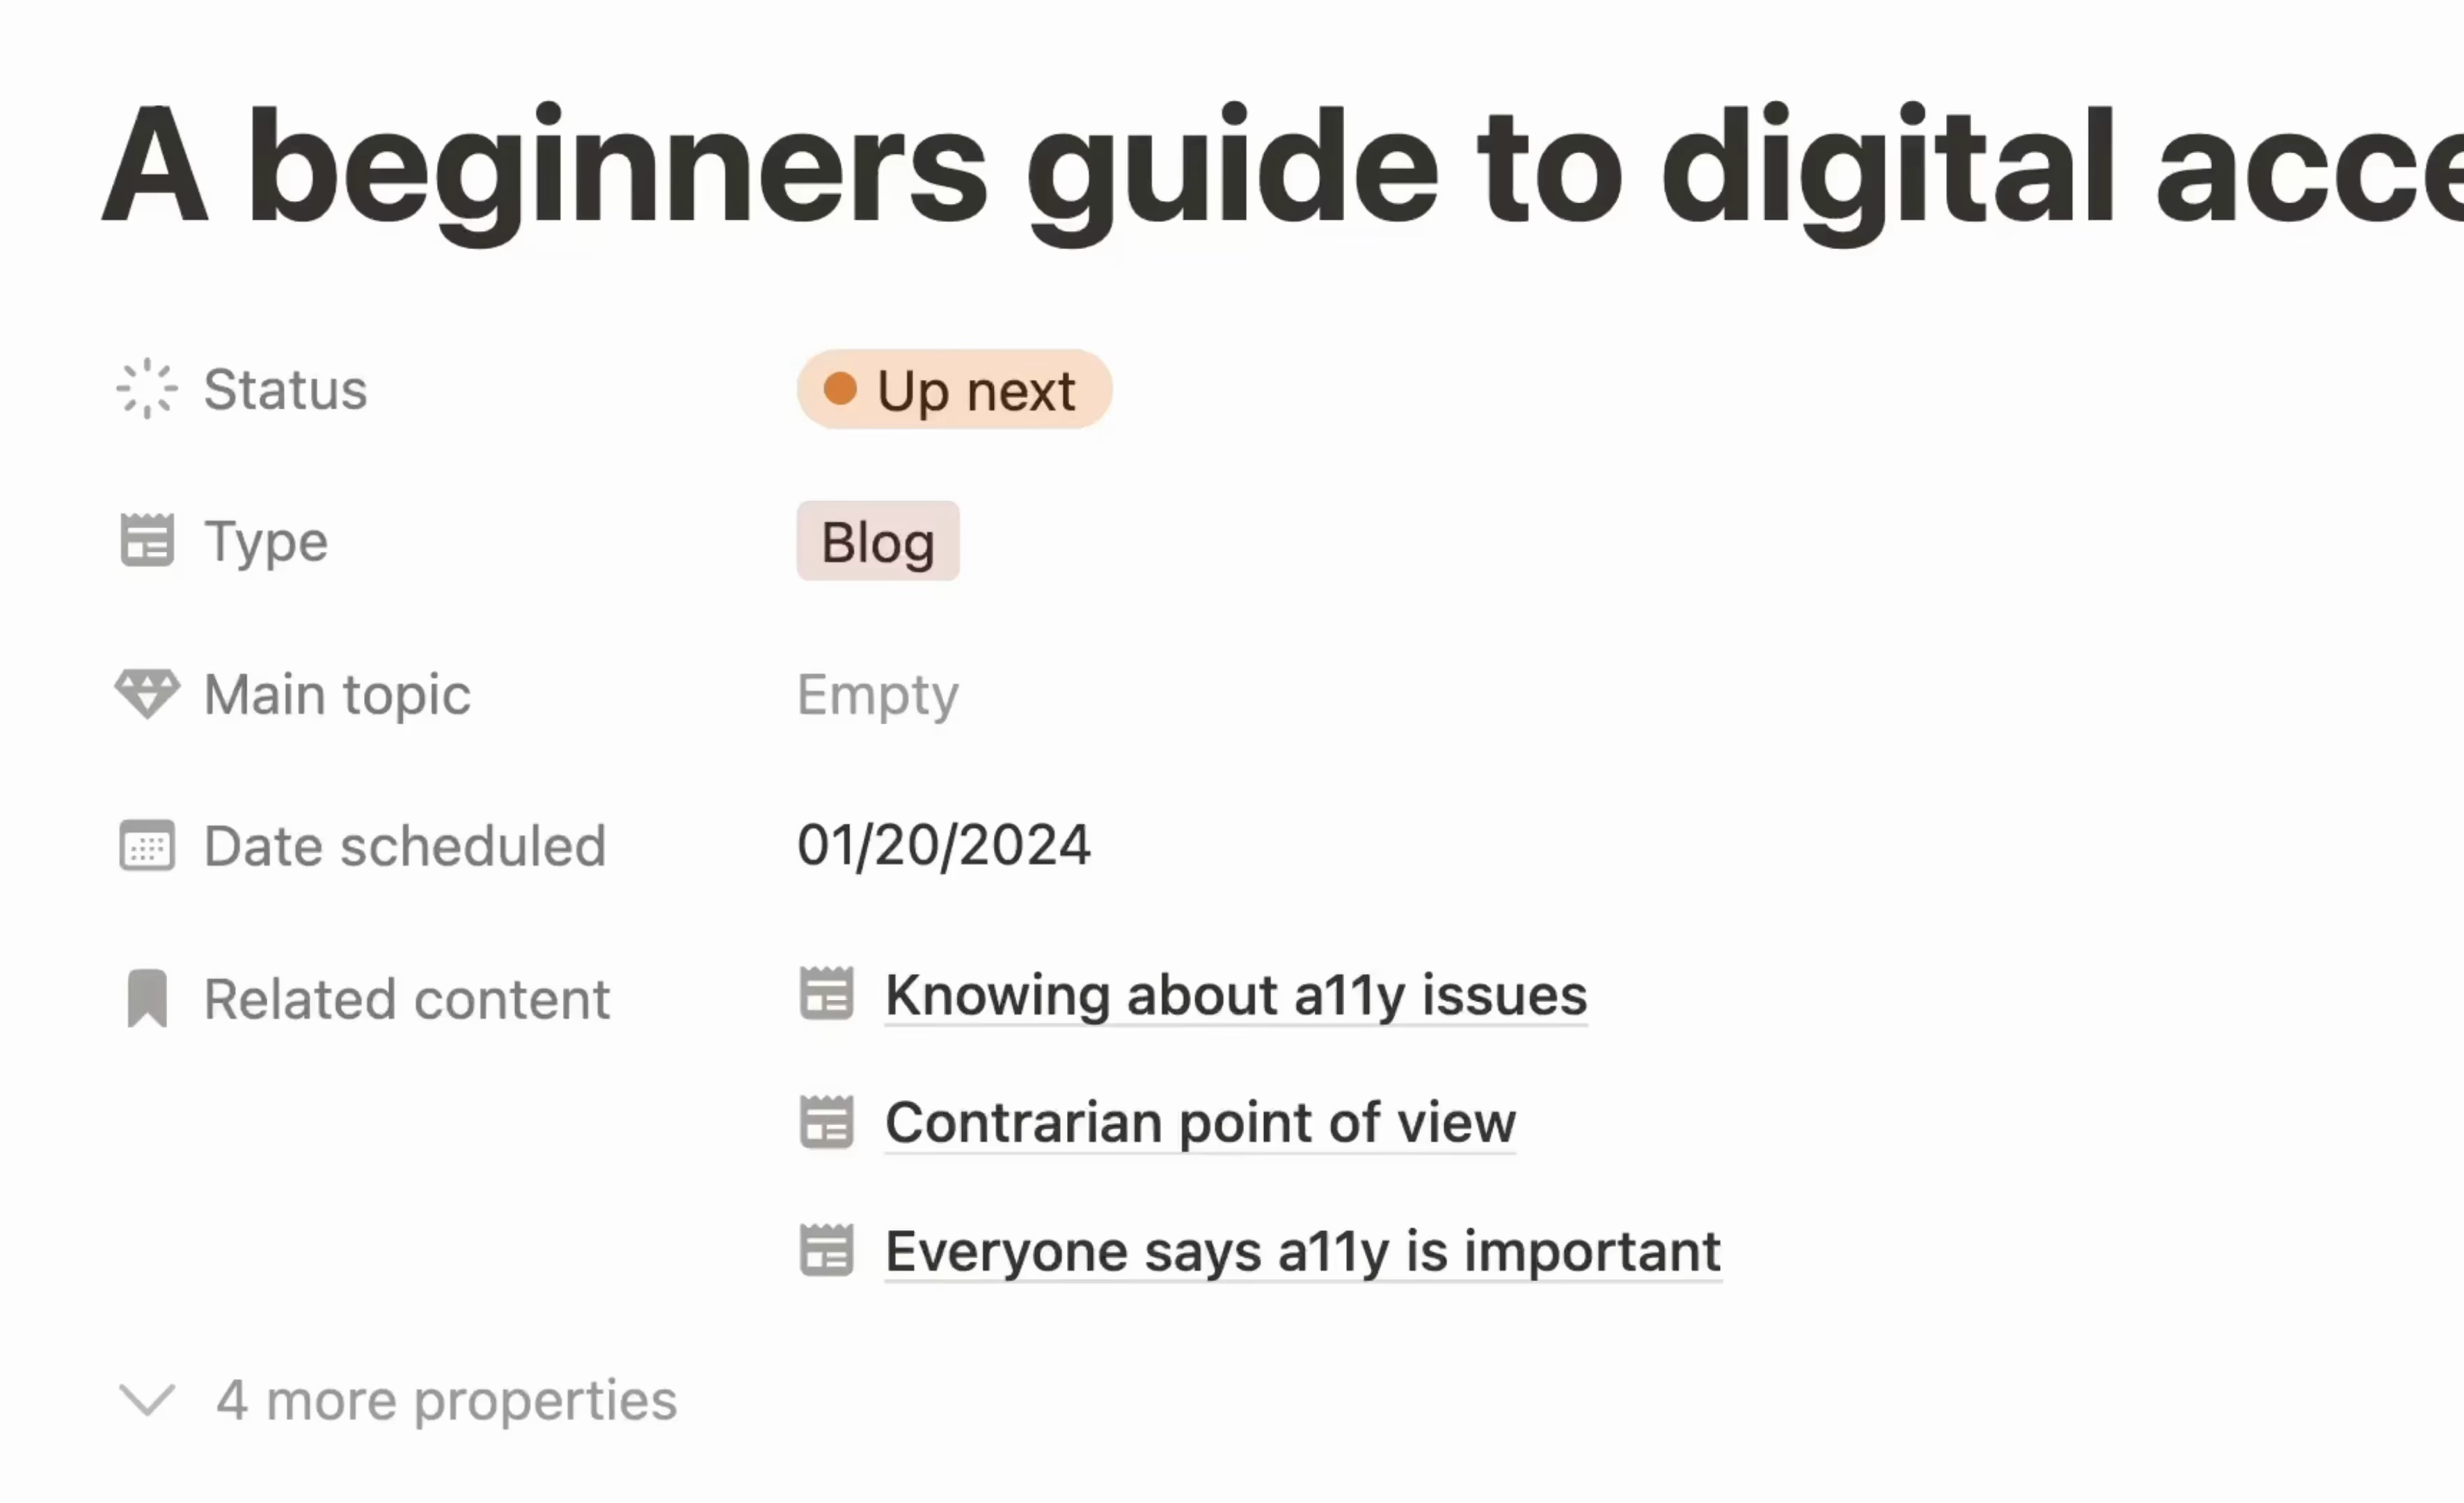 A beginners guide to digital acce
Status Up next
Type Blog
Main topic Empty
Date scheduled 01/20/2024
Related content Knowing about a11y issues
Contrarian point of view
Everyone says a11y is important
4 more properties